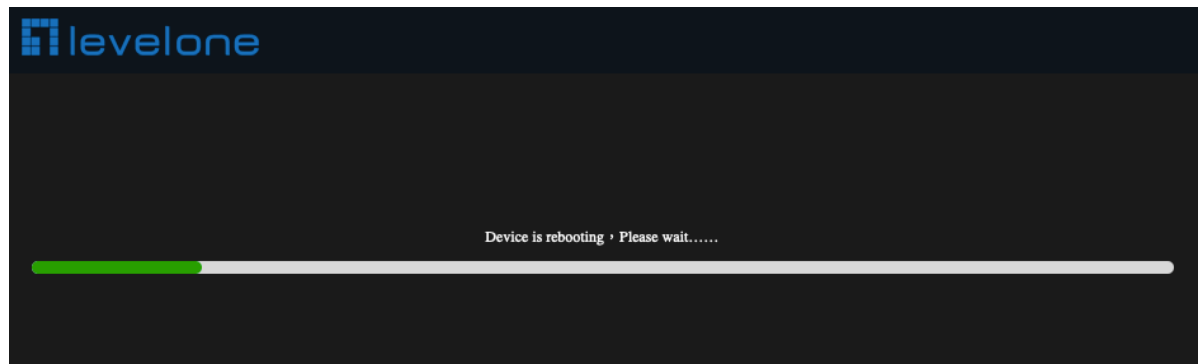 levelone
Device is rebooting，Please wait......